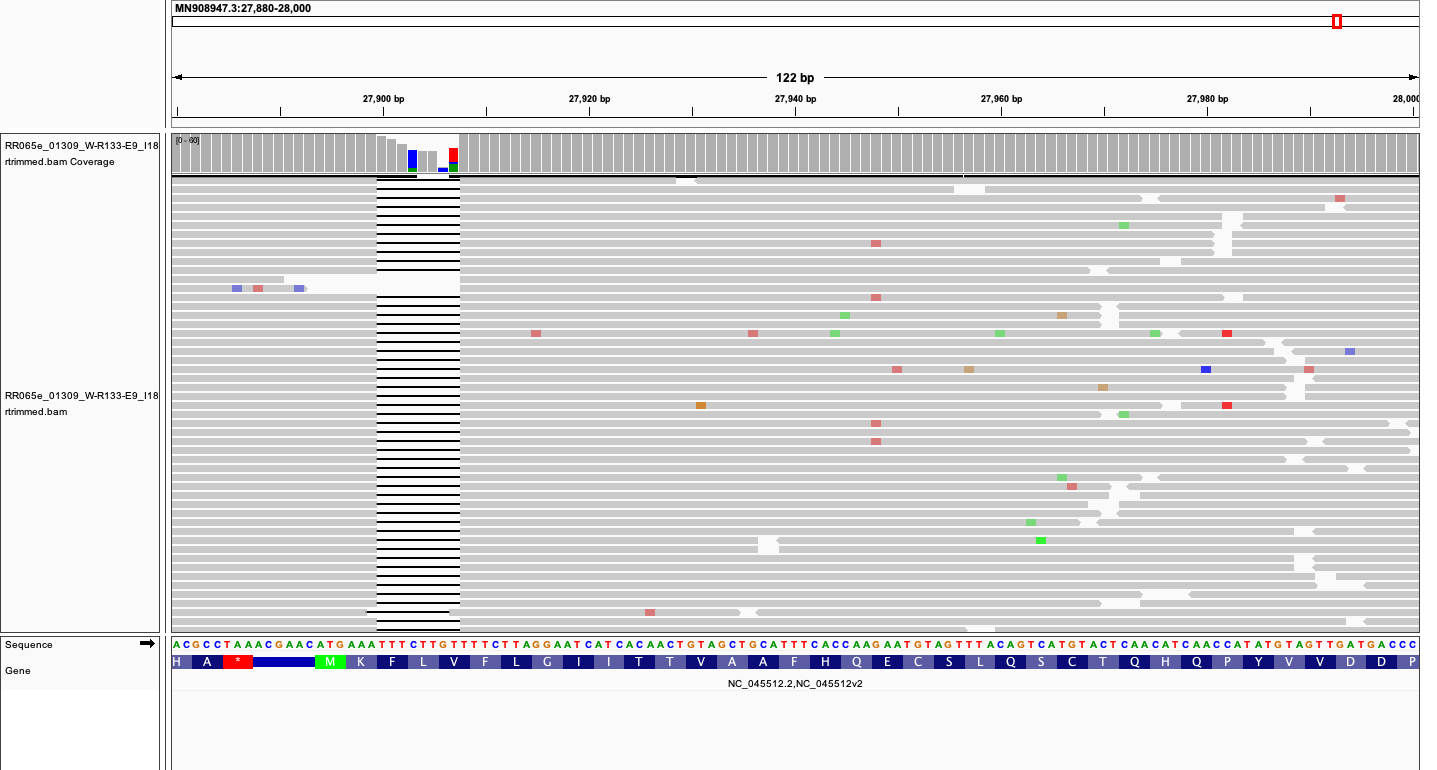 MN908947.3:27,880-28,000
122 bp
27,900 bp 27,920 bp 27,940 bp 27,960 bp 27,980 bp 28,000
[0 - 60]
RR065e_01309_W-R133-E9_I18
rtrimmed.bam Coverage
RR065e_01309_W-R133-E9_I18
rtrimmed.bam
Sequence
ACGCCTAAACGAACATGAAATTTCTTGTTTTCTTAGGAATCATCACAACTGTAGCTGCATTTCACCAAGAATGTAGTTTACAGTCATGTACTCAACATCAACCATATGTAGTTGATGACCC
Gene
H A * M K F L V F L G I I T T V A A F H Q E C S L Q S C T Q H Q P Y V V D D P
NC_045512.2,NC_045512v2